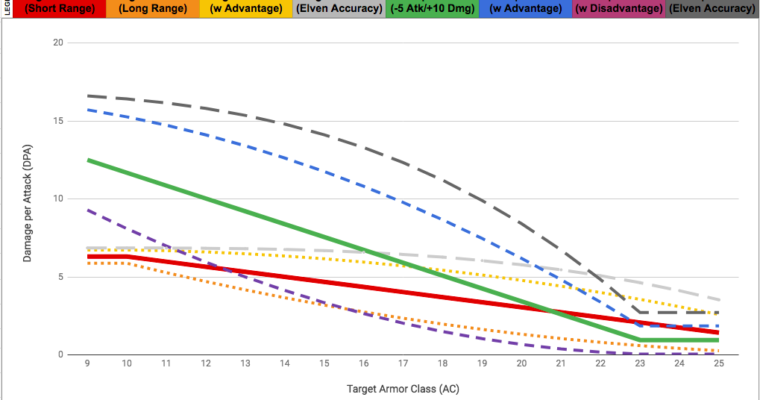 LEGE
(Short Range)
(Long Range)
(w Advantage)
(Elven Accuracy)
(-5 Atk/+10 Dmg)
(w Advantage)
(w Disadvantage)
(Elven Accuracy)
20
15
10
5
0
Damage per Attack (DPA)
9 10 11 12 13 14 15 16 17 18 19 20 21 22 23 24 25
Target Armor Class (AC)